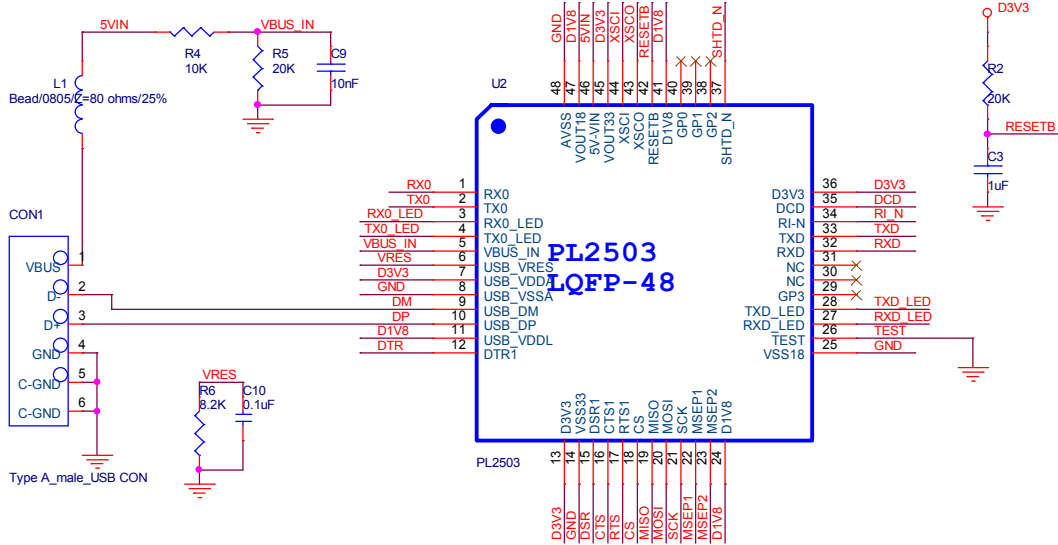 5VIN
VBUS_IN
R4
10K
R5
20K
C9
10nF
L1
Bead/0805/Z=80 ohms/25%
CON1
VBUS
1
D-
2
D+
3
GND
4
C-GND
5
C-GND
6
Type A_male_USB CON
VRES
R6
8.2K
C10
0.1uF
U2
GND
D1V8
5VIN
D3V3
XSCI
XSCO
RESETB
D1V8
SHTD_N
48
47
46
45
44
43
42
41
40
39
38
37
AVSS
VOUT18
5V-VIN
VOUT33
XSCI
XSCO
RESETB
D1V8
GP0
GP1
GP2
SHTD_N
RX0 1 RX0
TX0 2 TX0
RX0_LED 3 RX0_LED
TX0_LED 4 TX0_LED
VBUS_IN 5 VBUS_IN
VRES 6 USB_VRES
D3V3 7 USB_VDDA
GND 8 USB_VSSA
DM 9 USB_DM
DP 10 USB_DP
D1V8 11 USB_VDDL
DTR 12 DTR1
PL2503
LQFP-48
D3V3 36 D3V3
DCD 35 DCD
RI-N 34 RI_N
TXD 33 TXD
RXD 32 RXD
NC 31
NC 30
GP3 29
TXD_LED 28 TXD_LED
RXD_LED 27 RXD_LED
TEST 26 TEST
VSS18 25 GND
D3V3
VSS33
DSR1
CTS1
RTS1
CS
MISO
MOSI
SCK
MSEP1
MSEP2
D1V8
13
14
15
16
17
18
19
20
21
22
23
24
D3V3
GND
DSR
CTS
RTS
CS
MISO
MOSI
SCK
MSEP1
MSEP2
D1V8
PL2503
D3V3
R2
20K
RESETB
C3
1uF